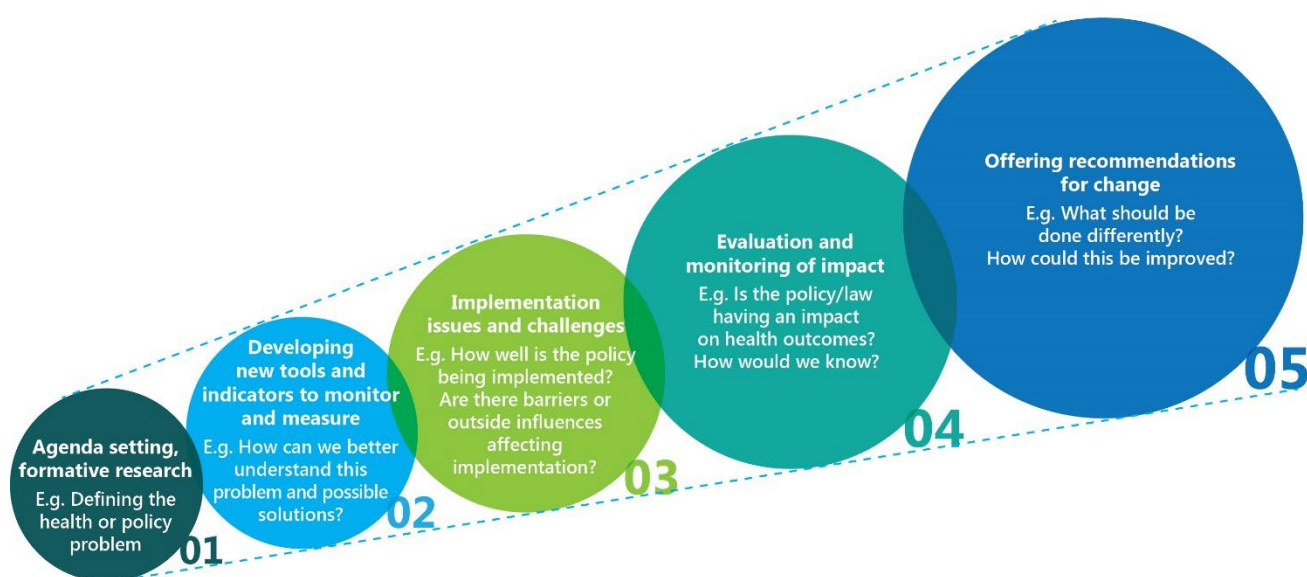 Agenda setting,
formative research
E.g. Defining the
health or policy
problem
01
Developing
new tools and
indicators to monitor
and measure
E.g. How can we better
understand this
problem and possible
solutions?
02
Implementation
issues and challenges
E.g. How well is the policy
being implemented?
Are there barriers or
outside influences
affecting
implementation?
03
Evaluation and
monitoring of impact
E.g. Is the policy/law
having an impact
on health outcomes?
How would we know?
04
Offering recommendations
for change
E.g. What should be
done differently?
How could this be improved?
05